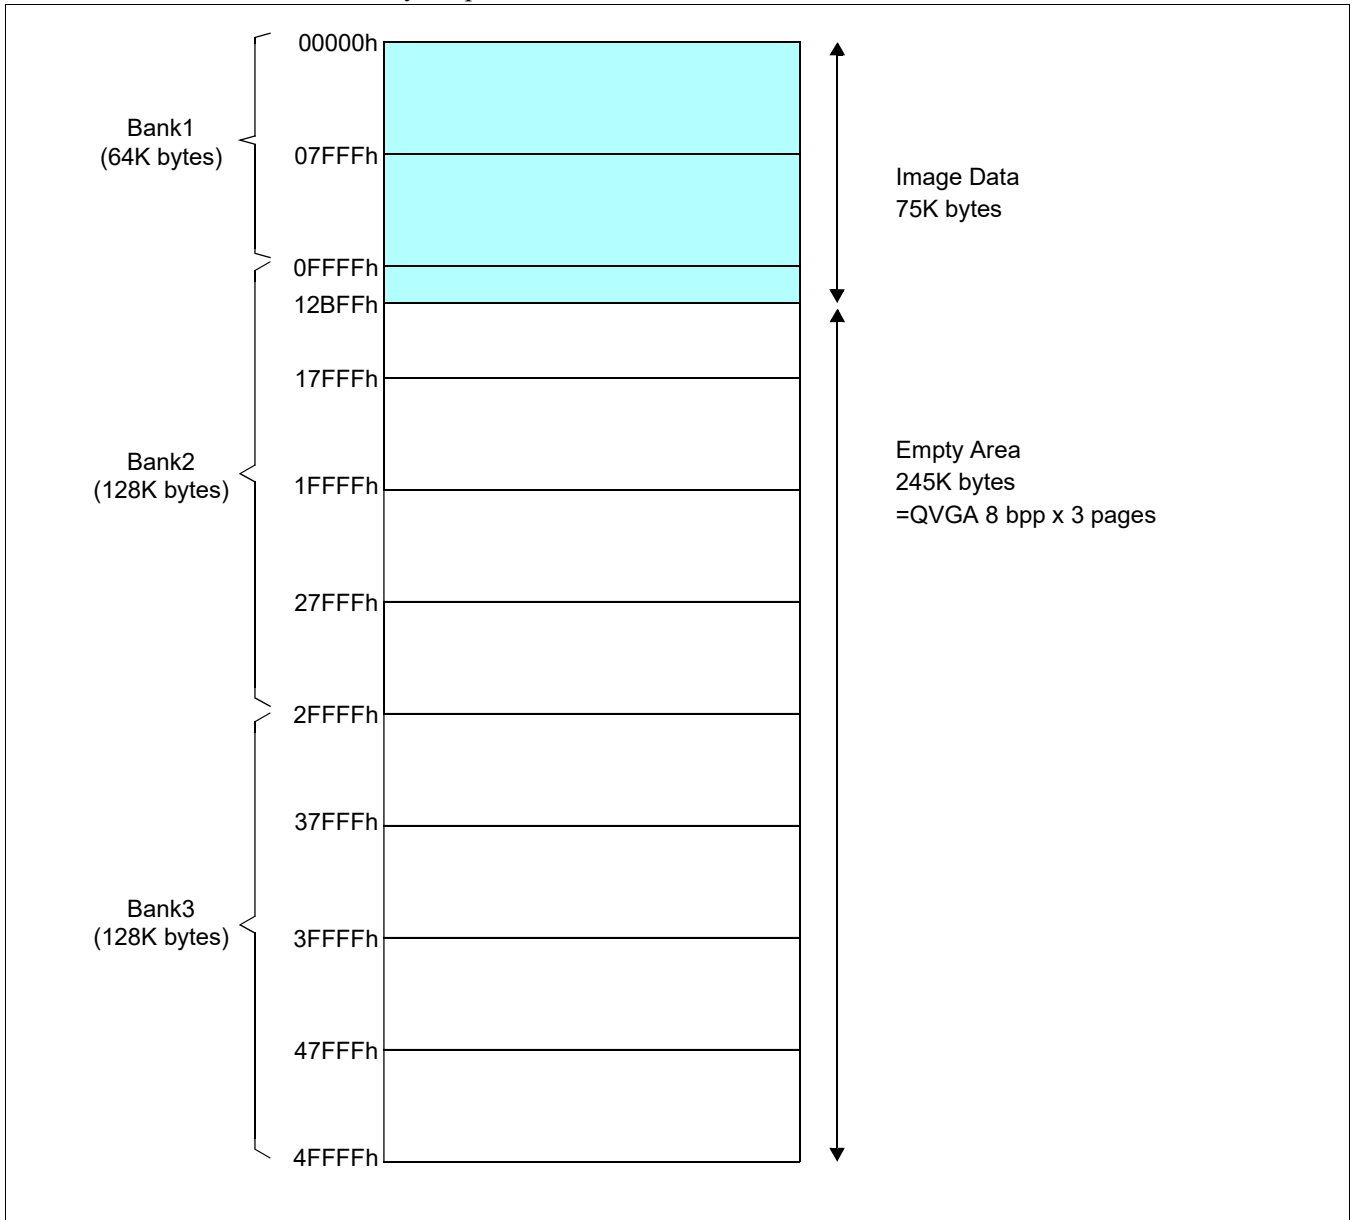 00000h
Bank1
(64K bytes)
07FFFh
Image Data
75K bytes
0FFFFh
12BFFh
17FFFh
Bank2
(128K bytes)
1FFFFh
Empty Area
245K bytes
=QVGA 8 bpp x 3 pages
27FFFh
2FFFFh
37FFFh
Bank3
(128K bytes)
3FFFFh
47FFFh
4FFFFh